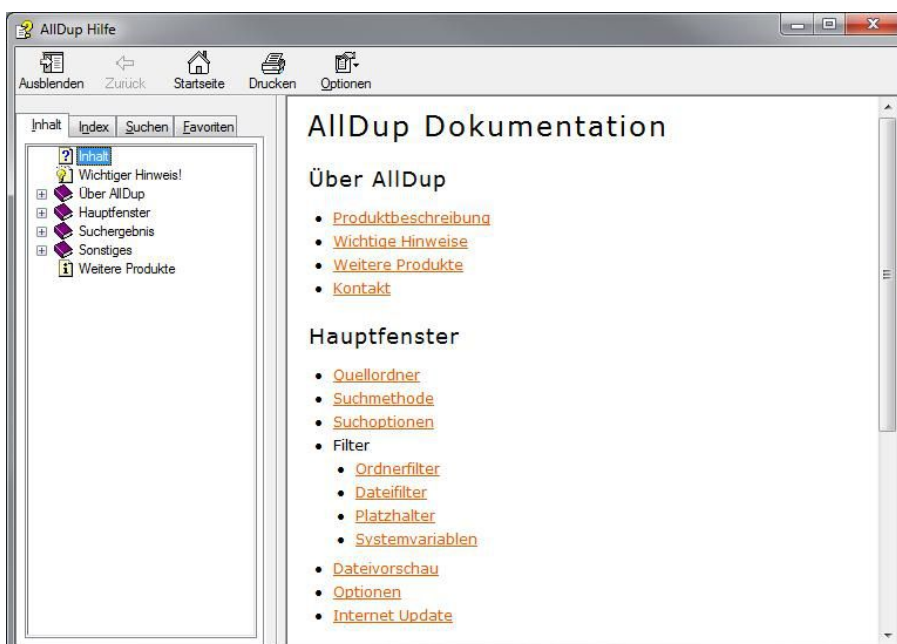 AllDup Hilfe
Ausblenden Zurück Startseite Drucken Optionen
Inhalt Index Suchen Favoriten
Inhalt
Wichtiger Hinweis!
Über AllDup
Hauptfenster
Suchergebnis
Sonstiges
Weitere Produkte
AllDup Dokumentation
Über AllDup
Produktbeschreibung
Wichtige Hinweise
Weitere Produkte
Kontakt
Hauptfenster
Quellordner
Suchmethode
Suchoptionen
Filter
Ordnerfilter
Dateifilter
Platzhalter
Systemvariablen
Dateivorschau
Optionen
Internet Update